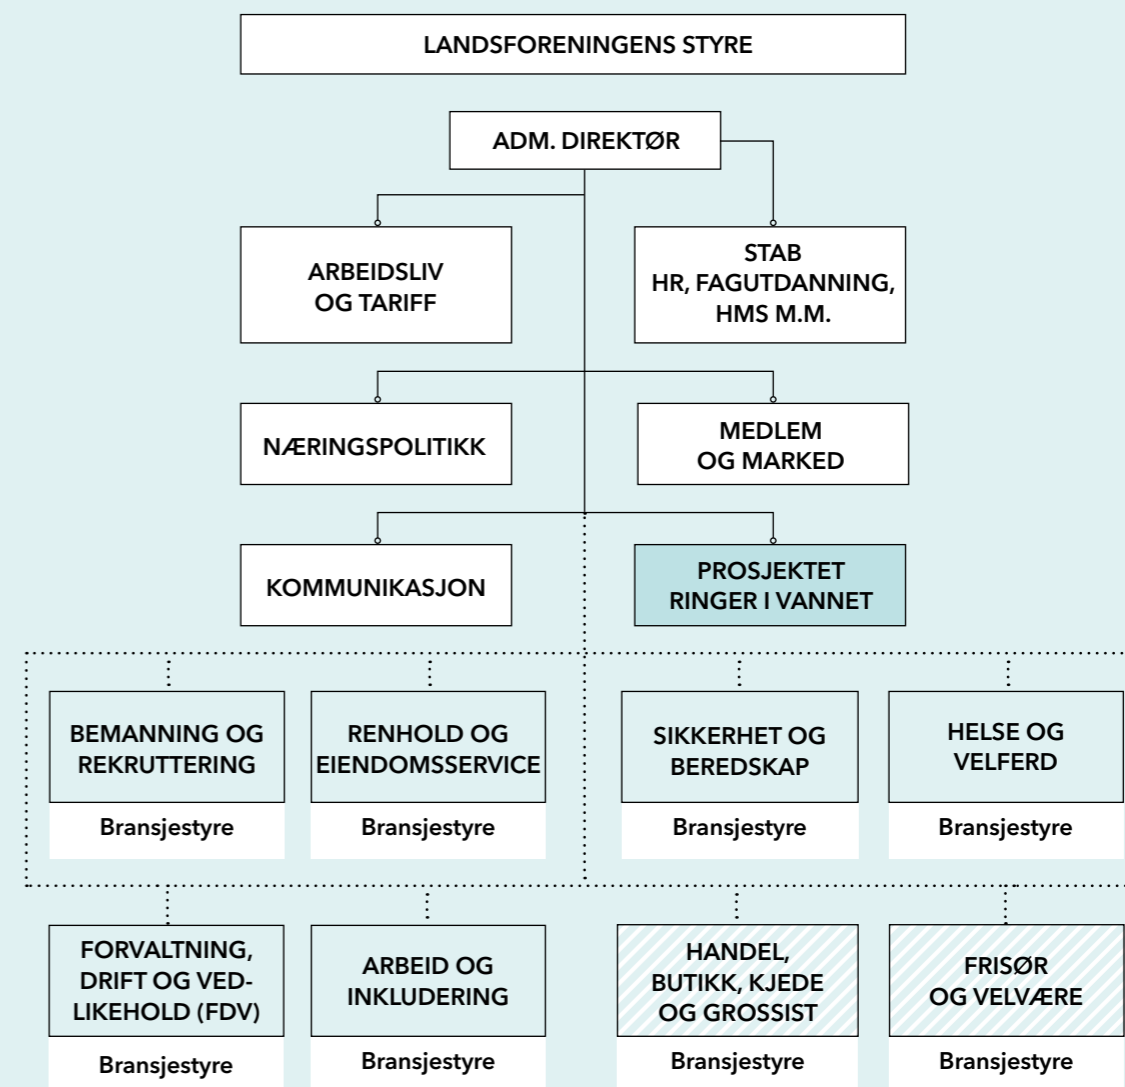 LANDSFORENINGENS STYRE
ADM. DIREKTØR
ARBEIDSLIV
OG TARIFF
STAB
HR, FAGUTDANNING,
HMS M.M.
NÆRINGSPOLITIKK
MEDLEM
OG MARKED
KOMMUNIKASJON
PROSJEKTET
RINGER I VANNET
BEMANNING OG
REKRUTTERING
Bransjestyre
RENHOLD OG
EIENDOMSSERVICE
Bransjestyre
SIKKERHET OG
BEREDSKAP
Bransjestyre
HELSE OG
VELFERD
Bransjestyre
FORVALTNING,
DRIFT OG VED-
LIKEHOLD (FDV)
Bransjestyre
ARBEID OG
INKLUDERING
Bransjestyre
HANDEL,
BUTIKK, KJEDE
OG GROSSIST
Bransjestyre
FRISØR
OG VELVÆRE
Bransjestyre